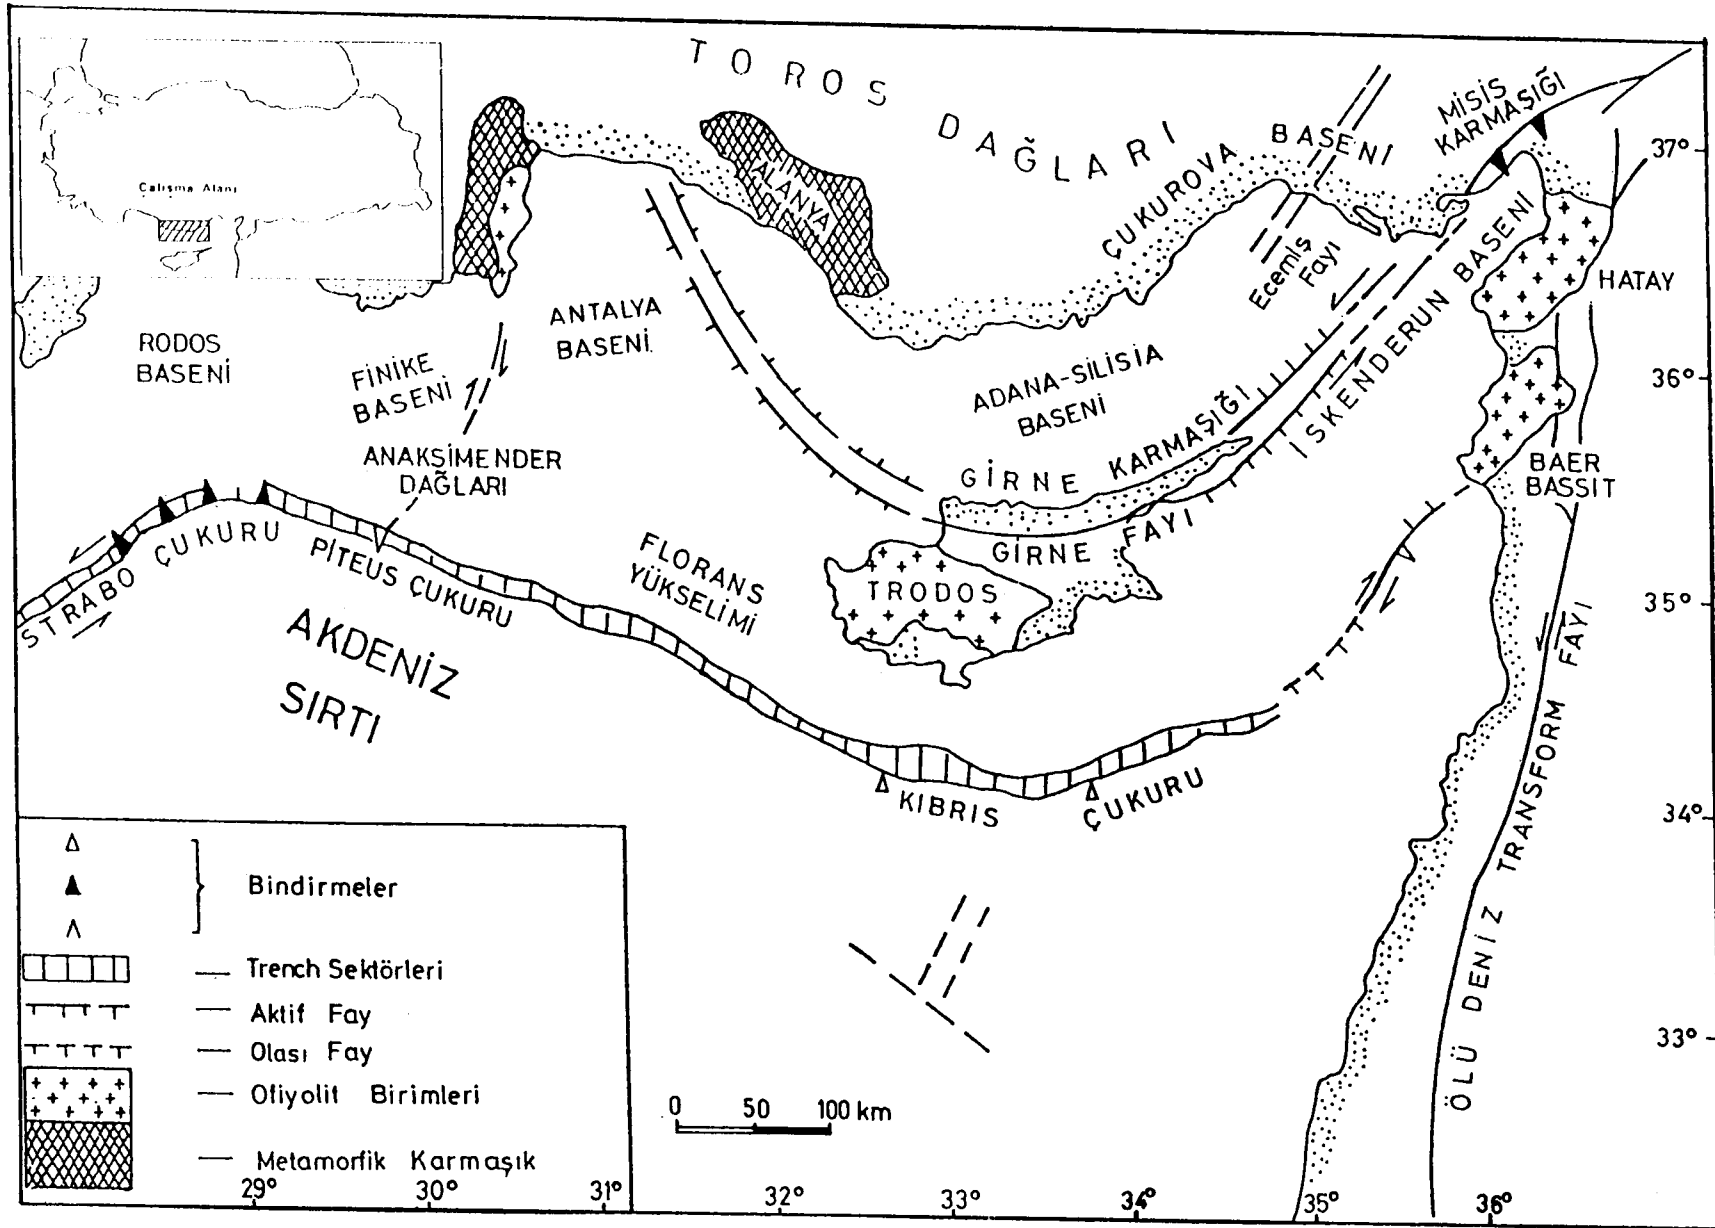 TOROS DAĞLARI
Çalışma Alanı
MİSİS
KARMAŞIĞI
37°
ÇUKUROVA BASENİ
ALANYA
Ecemiş
Fayı
HATAY
RODOS
BASENİ
FİNİKE
BASENİ
ANTALYA
BASENİ
ADANA-SİLİSİA
BASENİ
İSKENDERUN BASENİ
36°
ANAKSİMENDER
DAĞLARI
GİRNE KARMAŞIĞI
BAER
BASSIT
GİRNE FAYI
STRABO ÇUKURU
PİTEUS ÇUKURU
FLORANS
YÜKSELİMİ
TRODOS
35°
AKDENİZ
SIRTI
KIBRIS ÇUKURU
34°
ÖLÜ DENİZ TRANSFORM FAYI
33°
Bindirmeler
Trench Sektörleri
Aktif Fay
Olası Fay
Ofiyolit Birimleri
Metamorfik Karmaşık
0 50 100 km
29° 30° 31° 32° 33° 34° 35° 36°